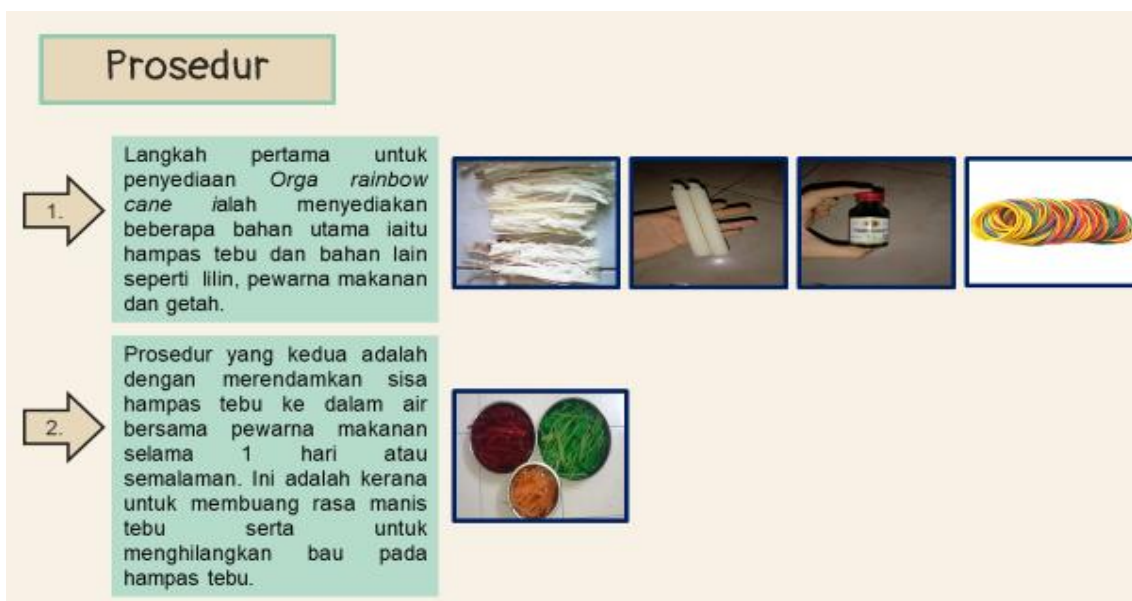 Prosedur
1.
Langkah pertama untuk
penyediaan Orga rainbow
cane ialah menyediakan
beberapa bahan utama iaitu
hampas tebu dan bahan lain
seperti lilin, pewarna makanan
dan getah.
2.
Prosedur yang kedua adalah
dengan merendamkan sisa
hampas tebu ke dalam air
bersama pewarna makanan
selama 1 hari atau
semalaman. Ini adalah kerana
untuk membuang rasa manis
tebu serta untuk
menghilangkan bau pada
hampas tebu.